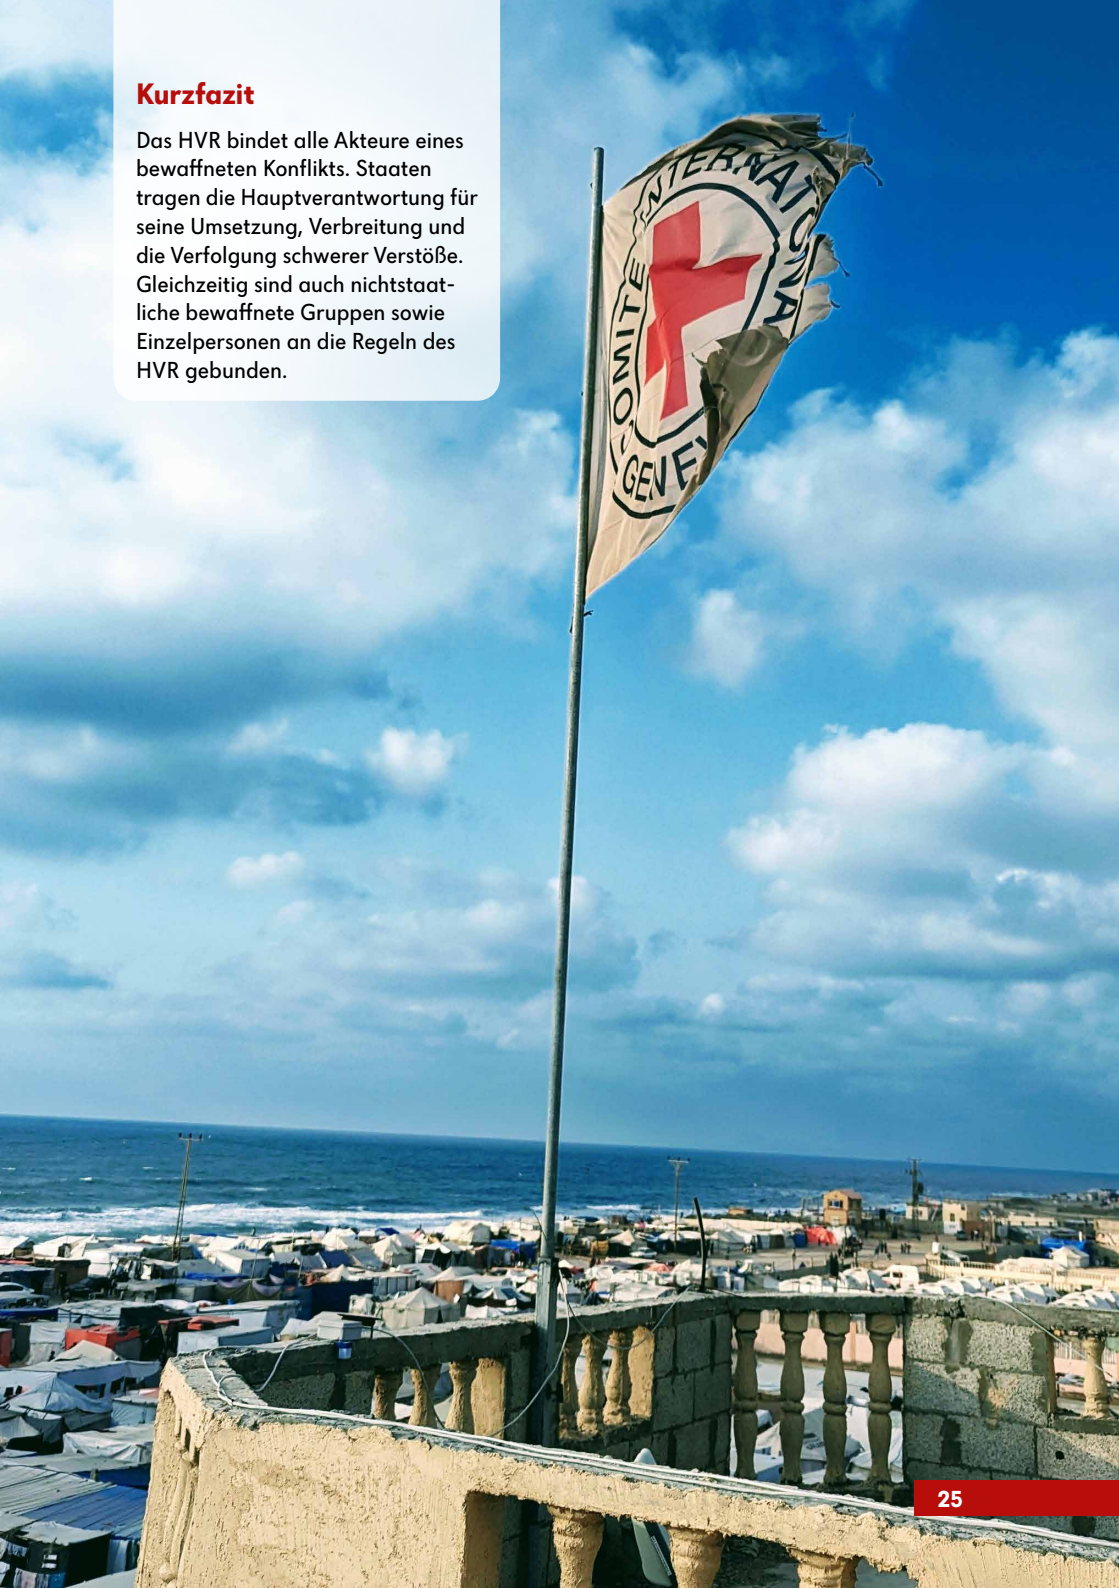 Kurzfazit
Das HVR bindet alle Akteure eines
bewaffneten Konflikts. Staaten
tragen die Hauptverantwortung für
seine Umsetzung, Verbreitung und
die Verfolgung schwerer Verstöße.
Gleichzeitig sind auch nichtstaat-
liche bewaffnete Gruppen sowie
Einzelpersonen an die Regeln des
HVR gebunden.
COMITE INTERNATIONA
GENEV
25